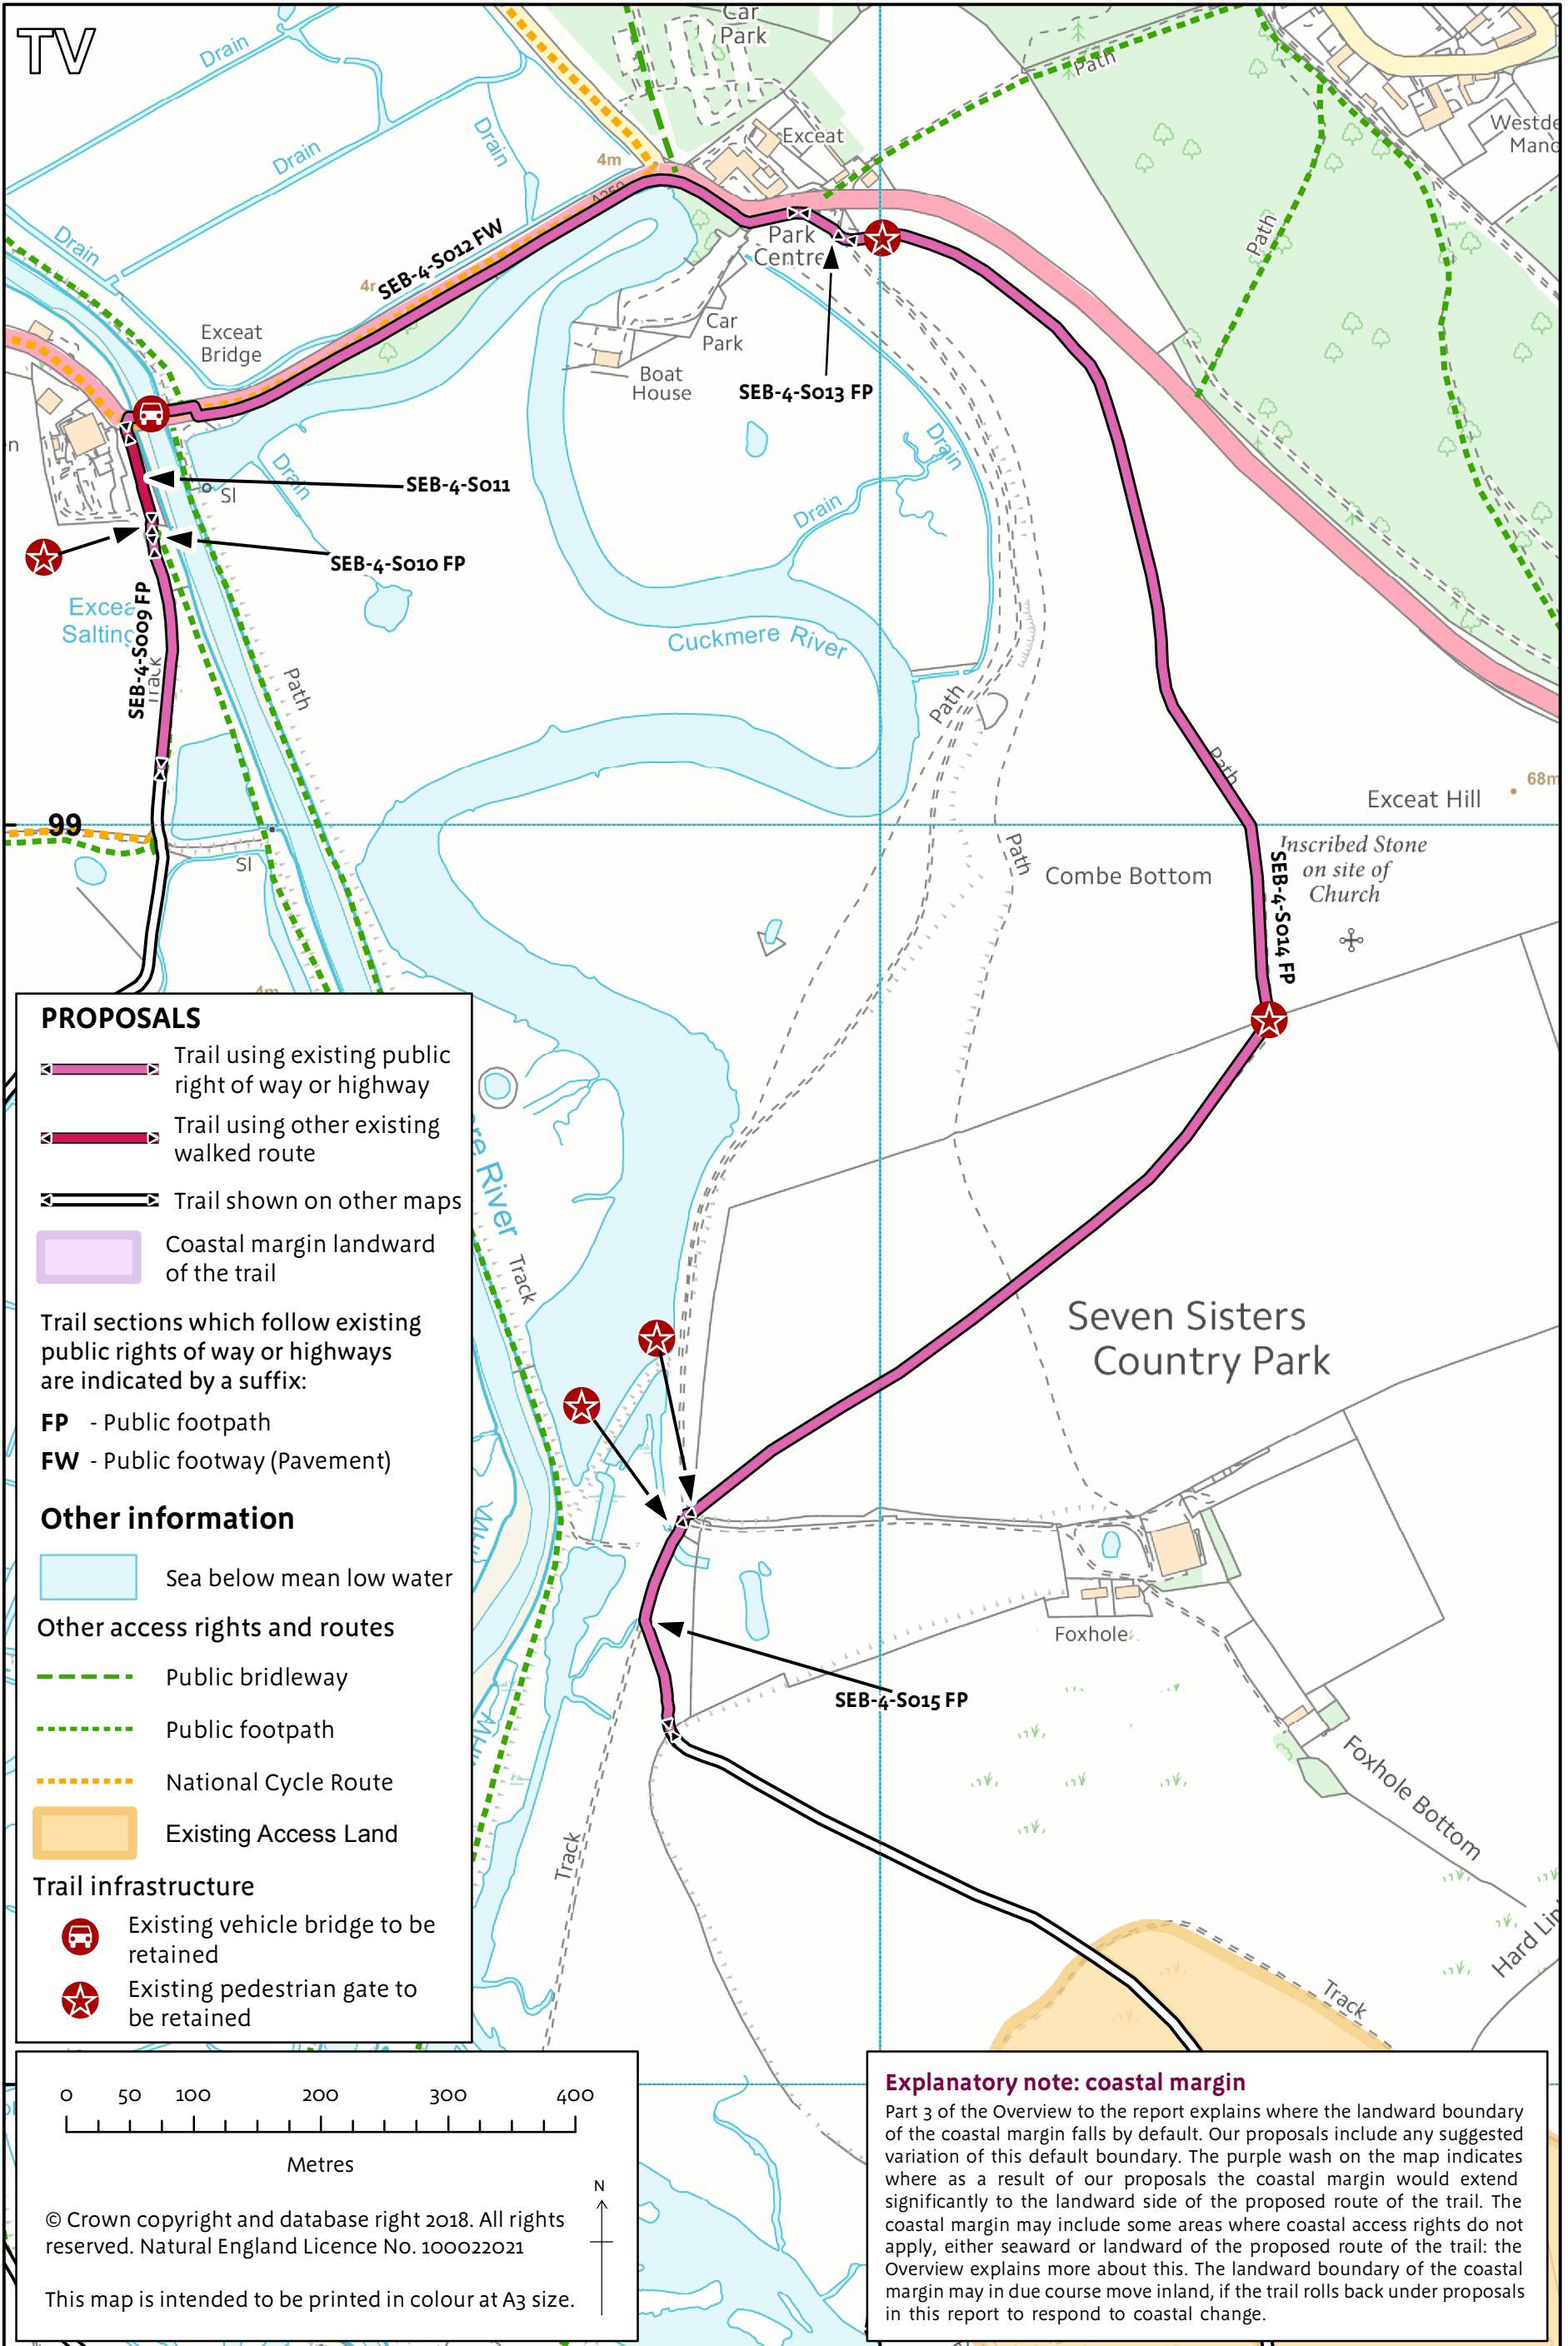 TV
Drain
Car
Park
Path
Drain
Drain
Exceat
4m
Westde
Mano
Drain
SEB-4-S012 FW
4r
Park
Centre
Path
Exceat
Bridge
Car
Park
Boat
House
SEB-4-S013 FP
Drain
Drain
SI
SEB-4-S011
Drain
SEB-4-S010 FP
Excea
Salting
SEB-4-S009 FP
Track
Path
Cuckmere River
Path
Path
68m
Exceat Hill
99
SI
Path
Combe Bottom
Inscribed Stone
on site of
Church
SEB-4-S014 FP
4m
PROPOSALS
Trail using existing public
right of way or highway
Trail using other existing
walked route
Trail shown on other maps
Coastal margin landward
of the trail
Trail sections which follow existing
public rights of way or highways
are indicated by a suffix:
FP - Public footpath
FW - Public footway (Pavement)
Other information
Sea below mean low water
Other access rights and routes
Public bridleway
Public footpath
National Cycle Route
Existing Access Land
Trail infrastructure
Existing vehicle bridge to be
retained
Existing pedestrian gate to
be retained
re River
Track
Seven Sisters
Country Park
MHW
MHW
Foxhole
SEB-4-S015 FP
Foxhole Bottom
Track
Hard Lin
Track
0 50 100 200 300 400
Metres
N
© Crown copyright and database right 2018. All rights
reserved. Natural England Licence No. 100022021
This map is intended to be printed in colour at A3 size.
Explanatory note: coastal margin
Part 3 of the Overview to the report explains where the landward boundary
of the coastal margin falls by default. Our proposals include any suggested
variation of this default boundary. The purple wash on the map indicates
where as a result of our proposals the coastal margin would extend
significantly to the landward side of the proposed route of the trail. The
coastal margin may include some areas where coastal access rights do not
apply, either seaward or landward of the proposed route of the trail: the
Overview explains more about this. The landward boundary of the coastal
margin may in due course move inland, if the trail rolls back under proposals
in this report to respond to coastal change.